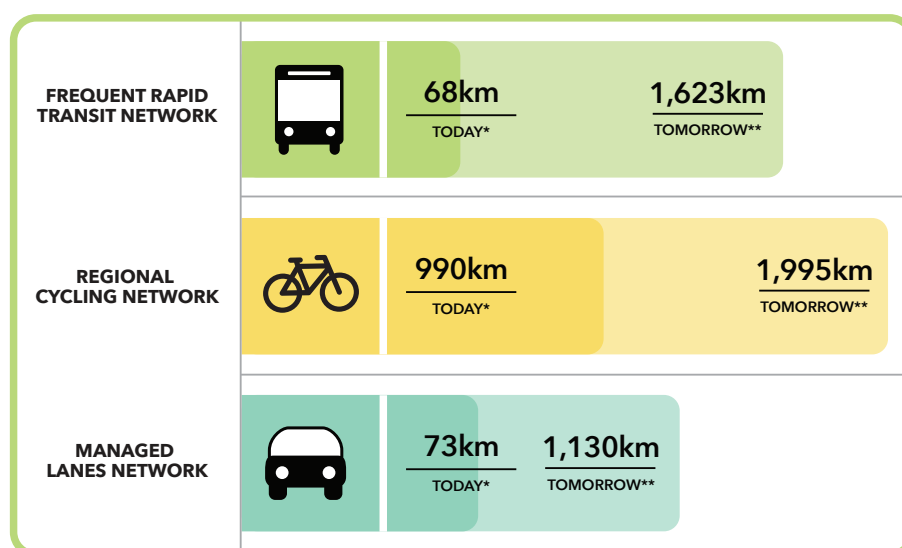 FREQUENT RAPID
TRANSIT NETWORK
68km
TODAY*
1,623km
TOMORROW**
REGIONAL
CYCLING NETWORK
990km
TODAY*
1,995km
TOMORROW**
MANAGED
LANES NETWORK
73km
TODAY*
1,130km
TOMORROW**